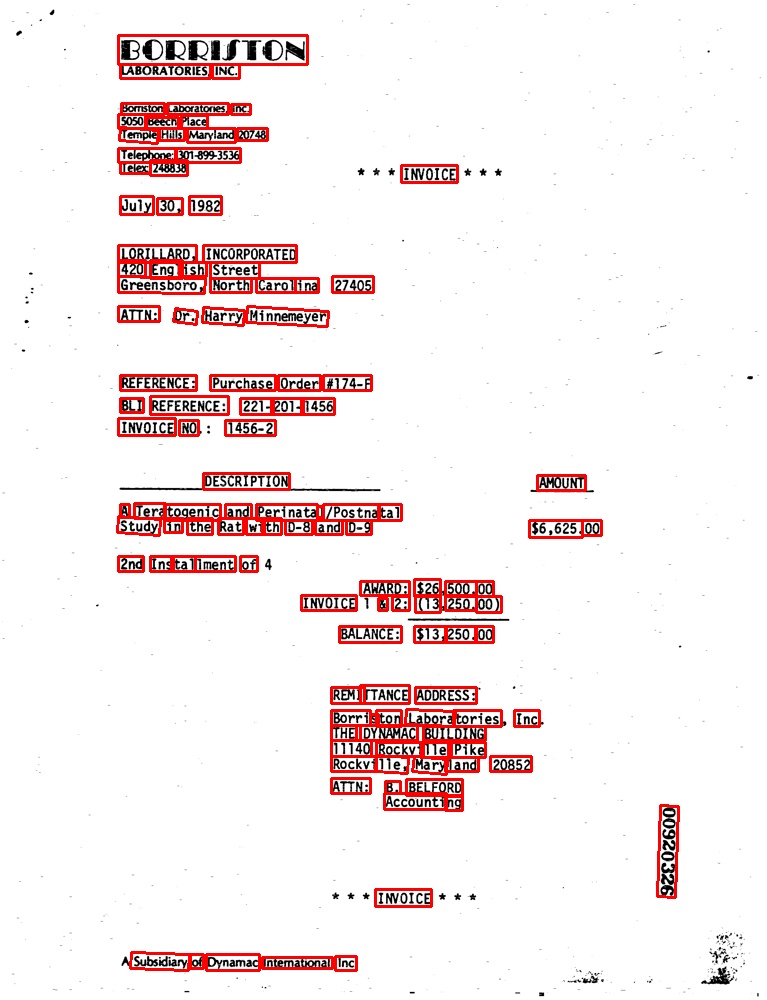 BORRISTON
LABORATORIES, INC.
Borriston Laboratories, Inc.
5050 Beech Place
Temple Hills, Maryland 20748
Telephone: 301-899-3536
Telex: 248838
* * * INVOICE * * *
July 30, 1982
LORILLARD, INCORPORATED
420 English Street
Greensboro, North Carolina 27405
ATTN: Dr. Harry Minnemeyer
REFERENCE: Purchase Order #174-F
BLI REFERENCE: 221-201-1456
INVOICE NO.: 1456-2
DESCRIPTION AMOUNT
A Teratogenic and Perinatal/Postnatal
Study in the Rat with D-8 and D-9 $6,625.00
2nd Installment of 4
AWARD: $26,500.00
INVOICE 1 & 2: (13,250.00)
BALANCE: $13,250.00
REMITTANCE ADDRESS:
Borriston Laboratories, Inc.
THE DYNAMAC BUILDING
11140 Rockville Pike
Rockville, Maryland 20852
ATTN: B. BELFORD
Accounting
00920326
* * * INVOICE * * *
A Subsidiary of Dynamac International Inc